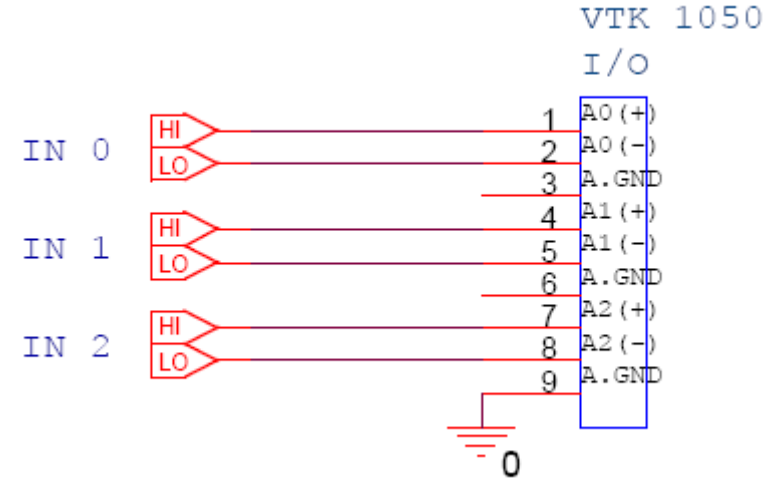 VTK 1050
I/O
IN 0
HI
LO
1 A0(+)
2 A0(-)
3 A.GND
IN 1
HI
LO
4 A1(+)
5 A1(-)
6 A.GND
IN 2
HI
LO
7 A2(+)
8 A2(-)
9 A.GND
0